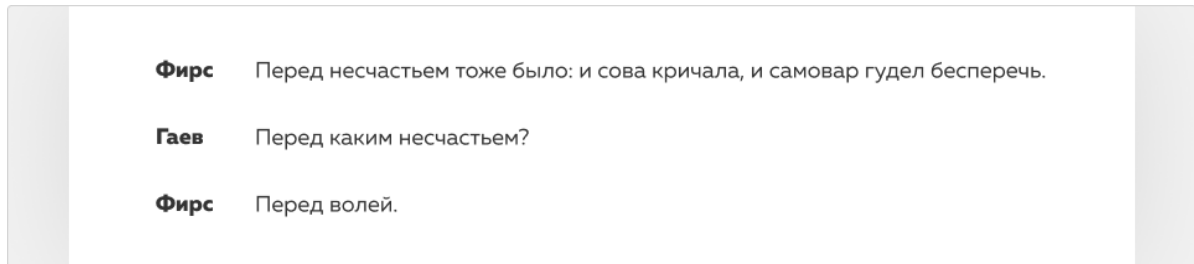 Фирс Перед несчастьем тоже было: и сова кричала, и самовар гудел бесперечь.
Гаев Перед каким несчастьем?
Фирс Перед волей.